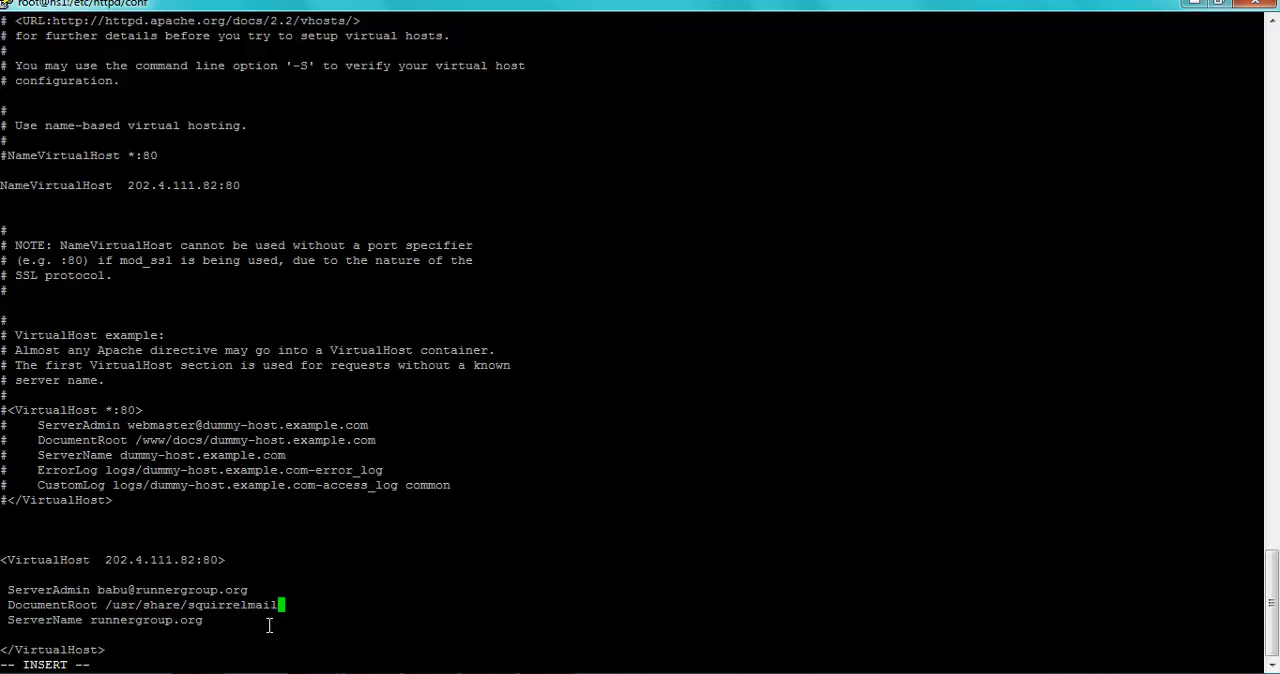 root@ns1:/etc/httpd/conf
# <URL:http://httpd.apache.org/docs/2.2/vhosts/>
# for further details before you try to setup virtual hosts.
#
# You may use the command line option '-S' to verify your virtual host
# configuration.
#
# Use name-based virtual hosting.
#
#NameVirtualHost *:80
NameVirtualHost  202.4.111.82:80
#
# NOTE: NameVirtualHost cannot be used without a port specifier
# (e.g. :80) if mod_ssl is being used, due to the nature of the
# SSL protocol.
#
#
# VirtualHost example:
# Almost any Apache directive may go into a VirtualHost container.
# The first VirtualHost section is used for requests without a known
# server name.
#
#<VirtualHost *:80>
#    ServerAdmin webmaster@dummy-host.example.com
#    DocumentRoot /www/docs/dummy-host.example.com
#    ServerName dummy-host.example.com
#    ErrorLog logs/dummy-host.example.com-error_log
#    CustomLog logs/dummy-host.example.com-access_log common
#</VirtualHost>
<VirtualHost  202.4.111.82:80>
ServerAdmin babu@runnergroup.org
DocumentRoot /usr/share/squirrelmail
ServerName runnergroup.org
</VirtualHost>
-- INSERT --